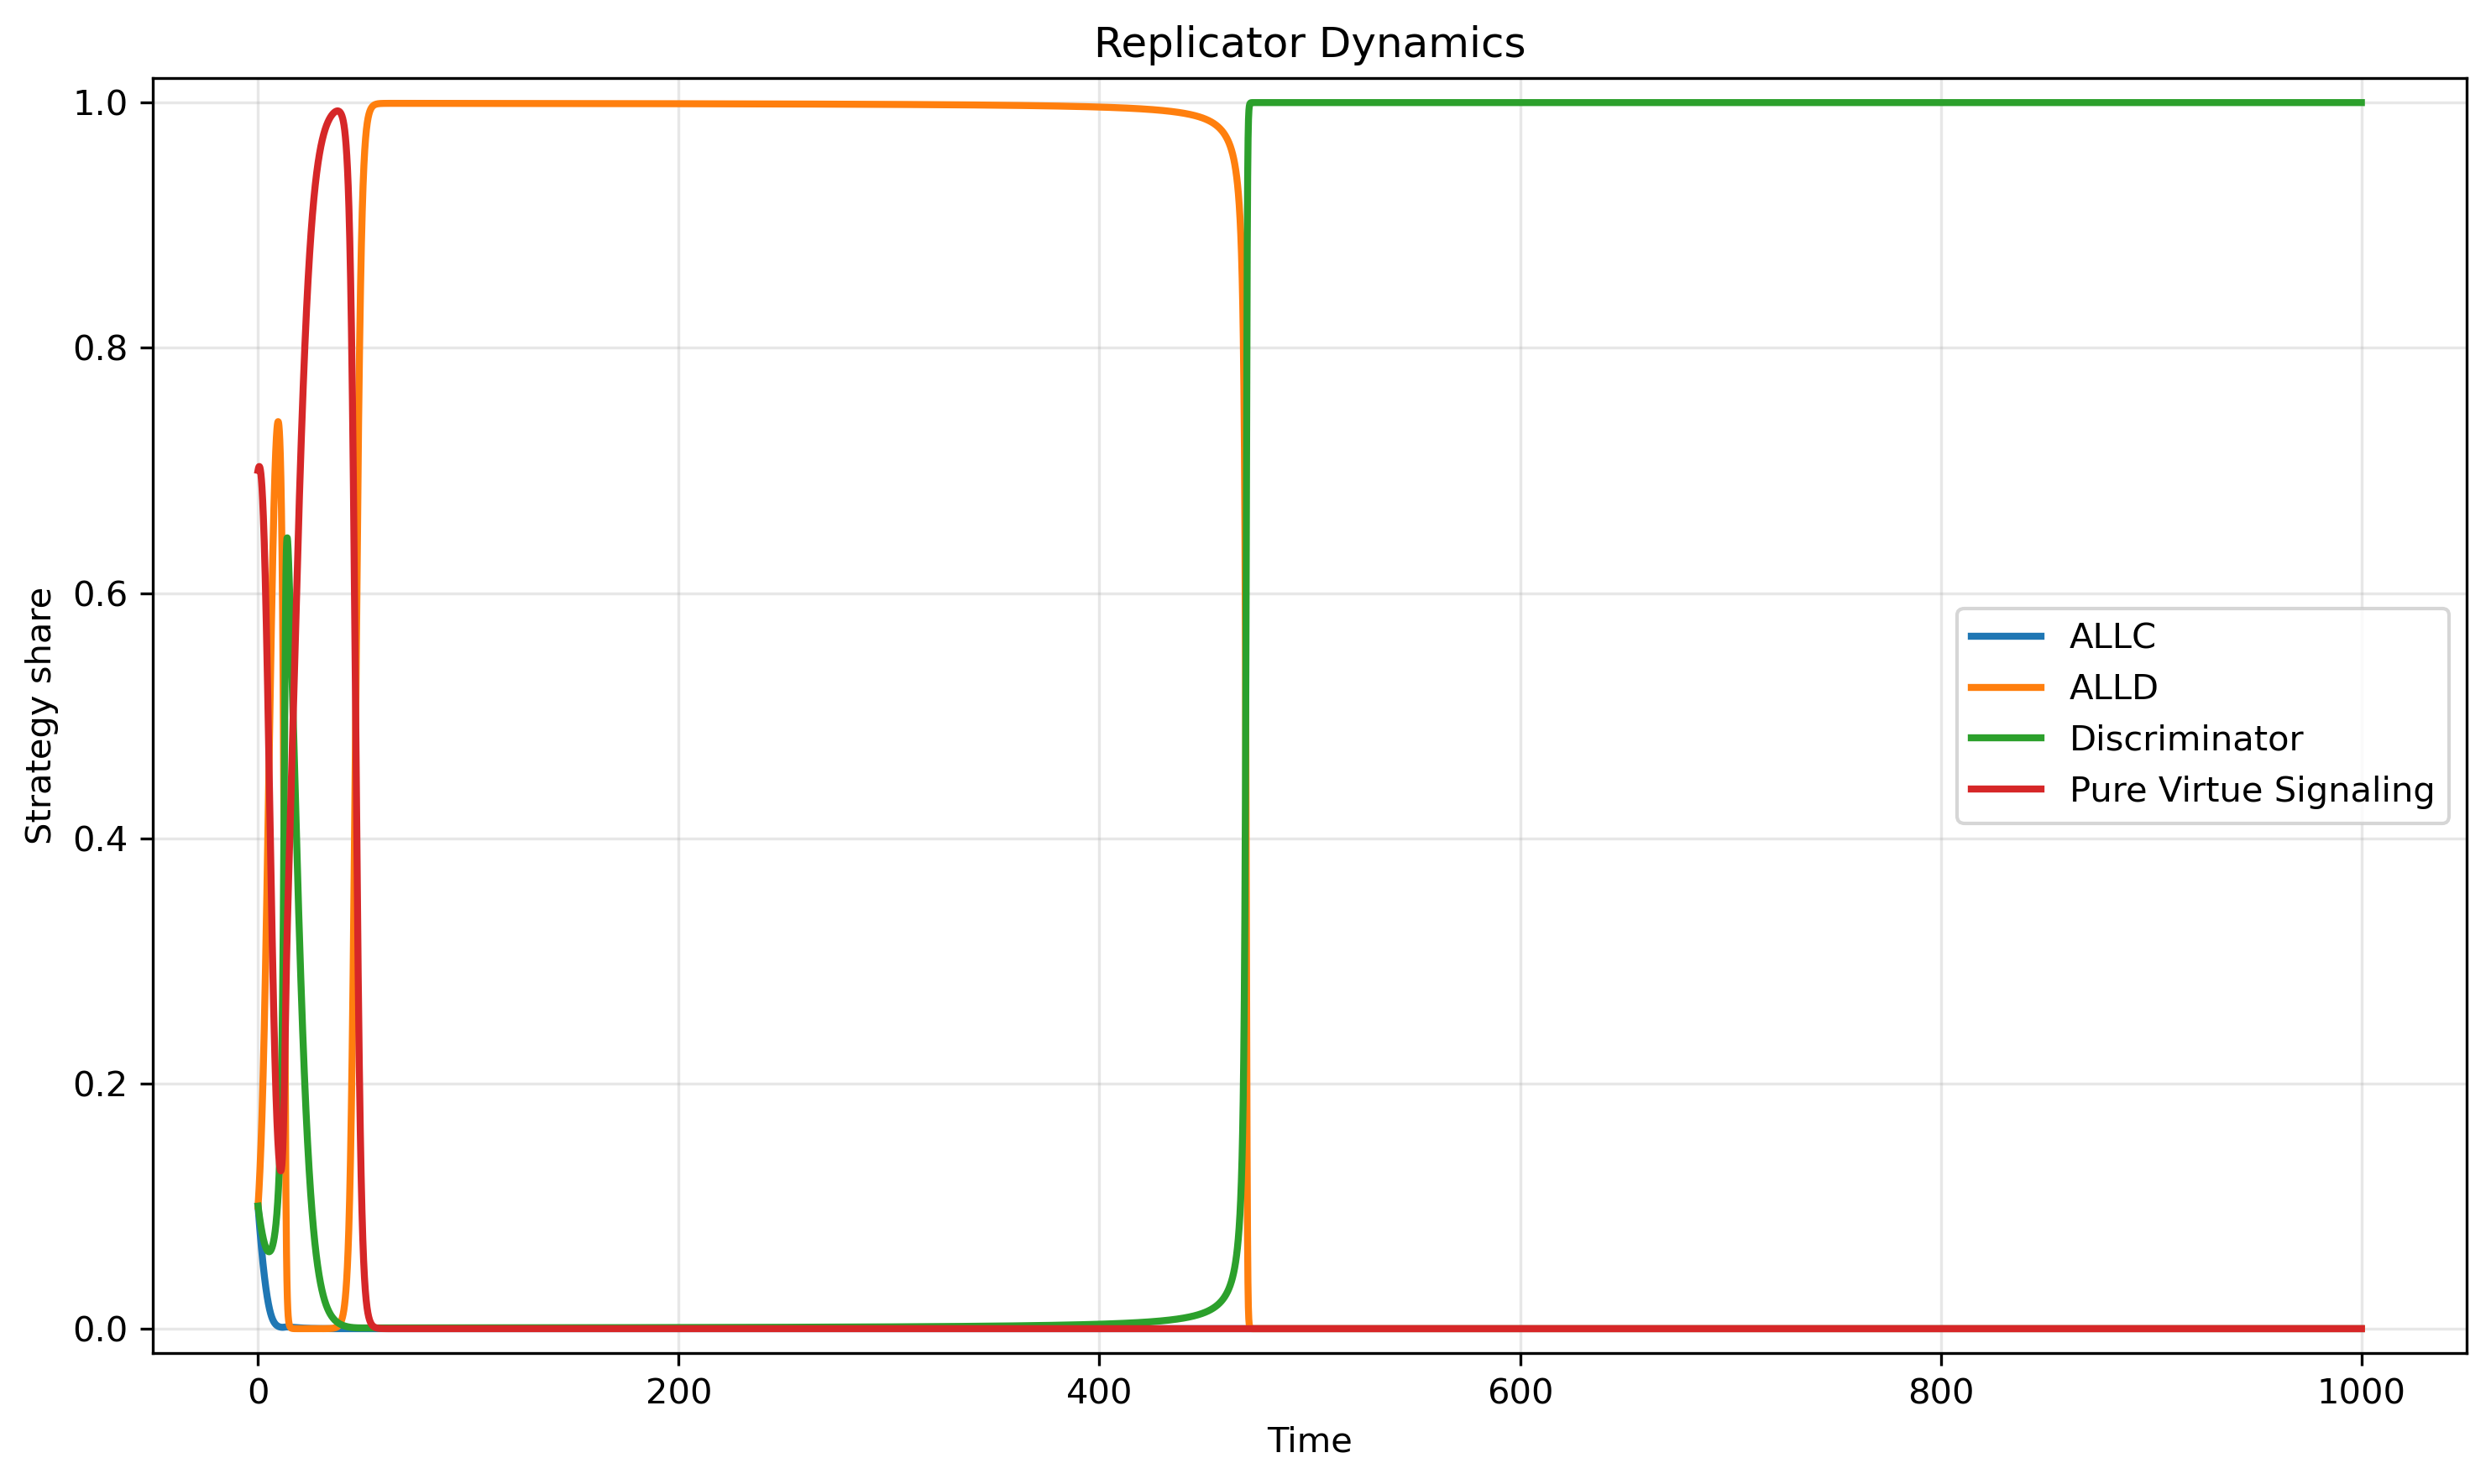 Replicator Dynamics
1.0
0.8
0.6
0.4
0.2
0.0
Strategy share
ALLC
ALLD
Discriminator
Pure Virtue Signaling
0 200 400 600 800 1000
Time